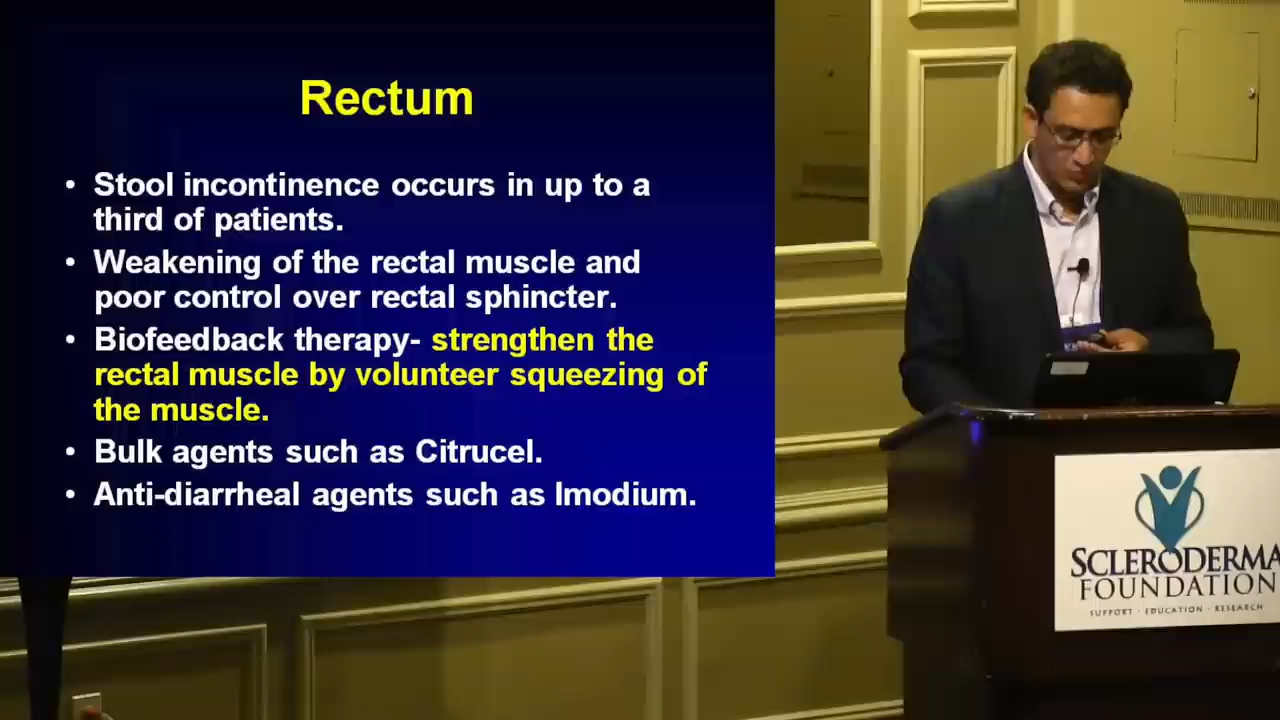 Rectum
• Stool incontinence occurs in up to a
third of patients.
• Weakening of the rectal muscle and
poor control over rectal sphincter.
• Biofeedback therapy- strengthen the
rectal muscle by volunteer squeezing of
the muscle.
• Bulk agents such as Citrucel.
• Anti-diarrheal agents such as Imodium.
SCLERODERMA
FOUNDATION
SUPPORT · EDUCATION · RESEARCH